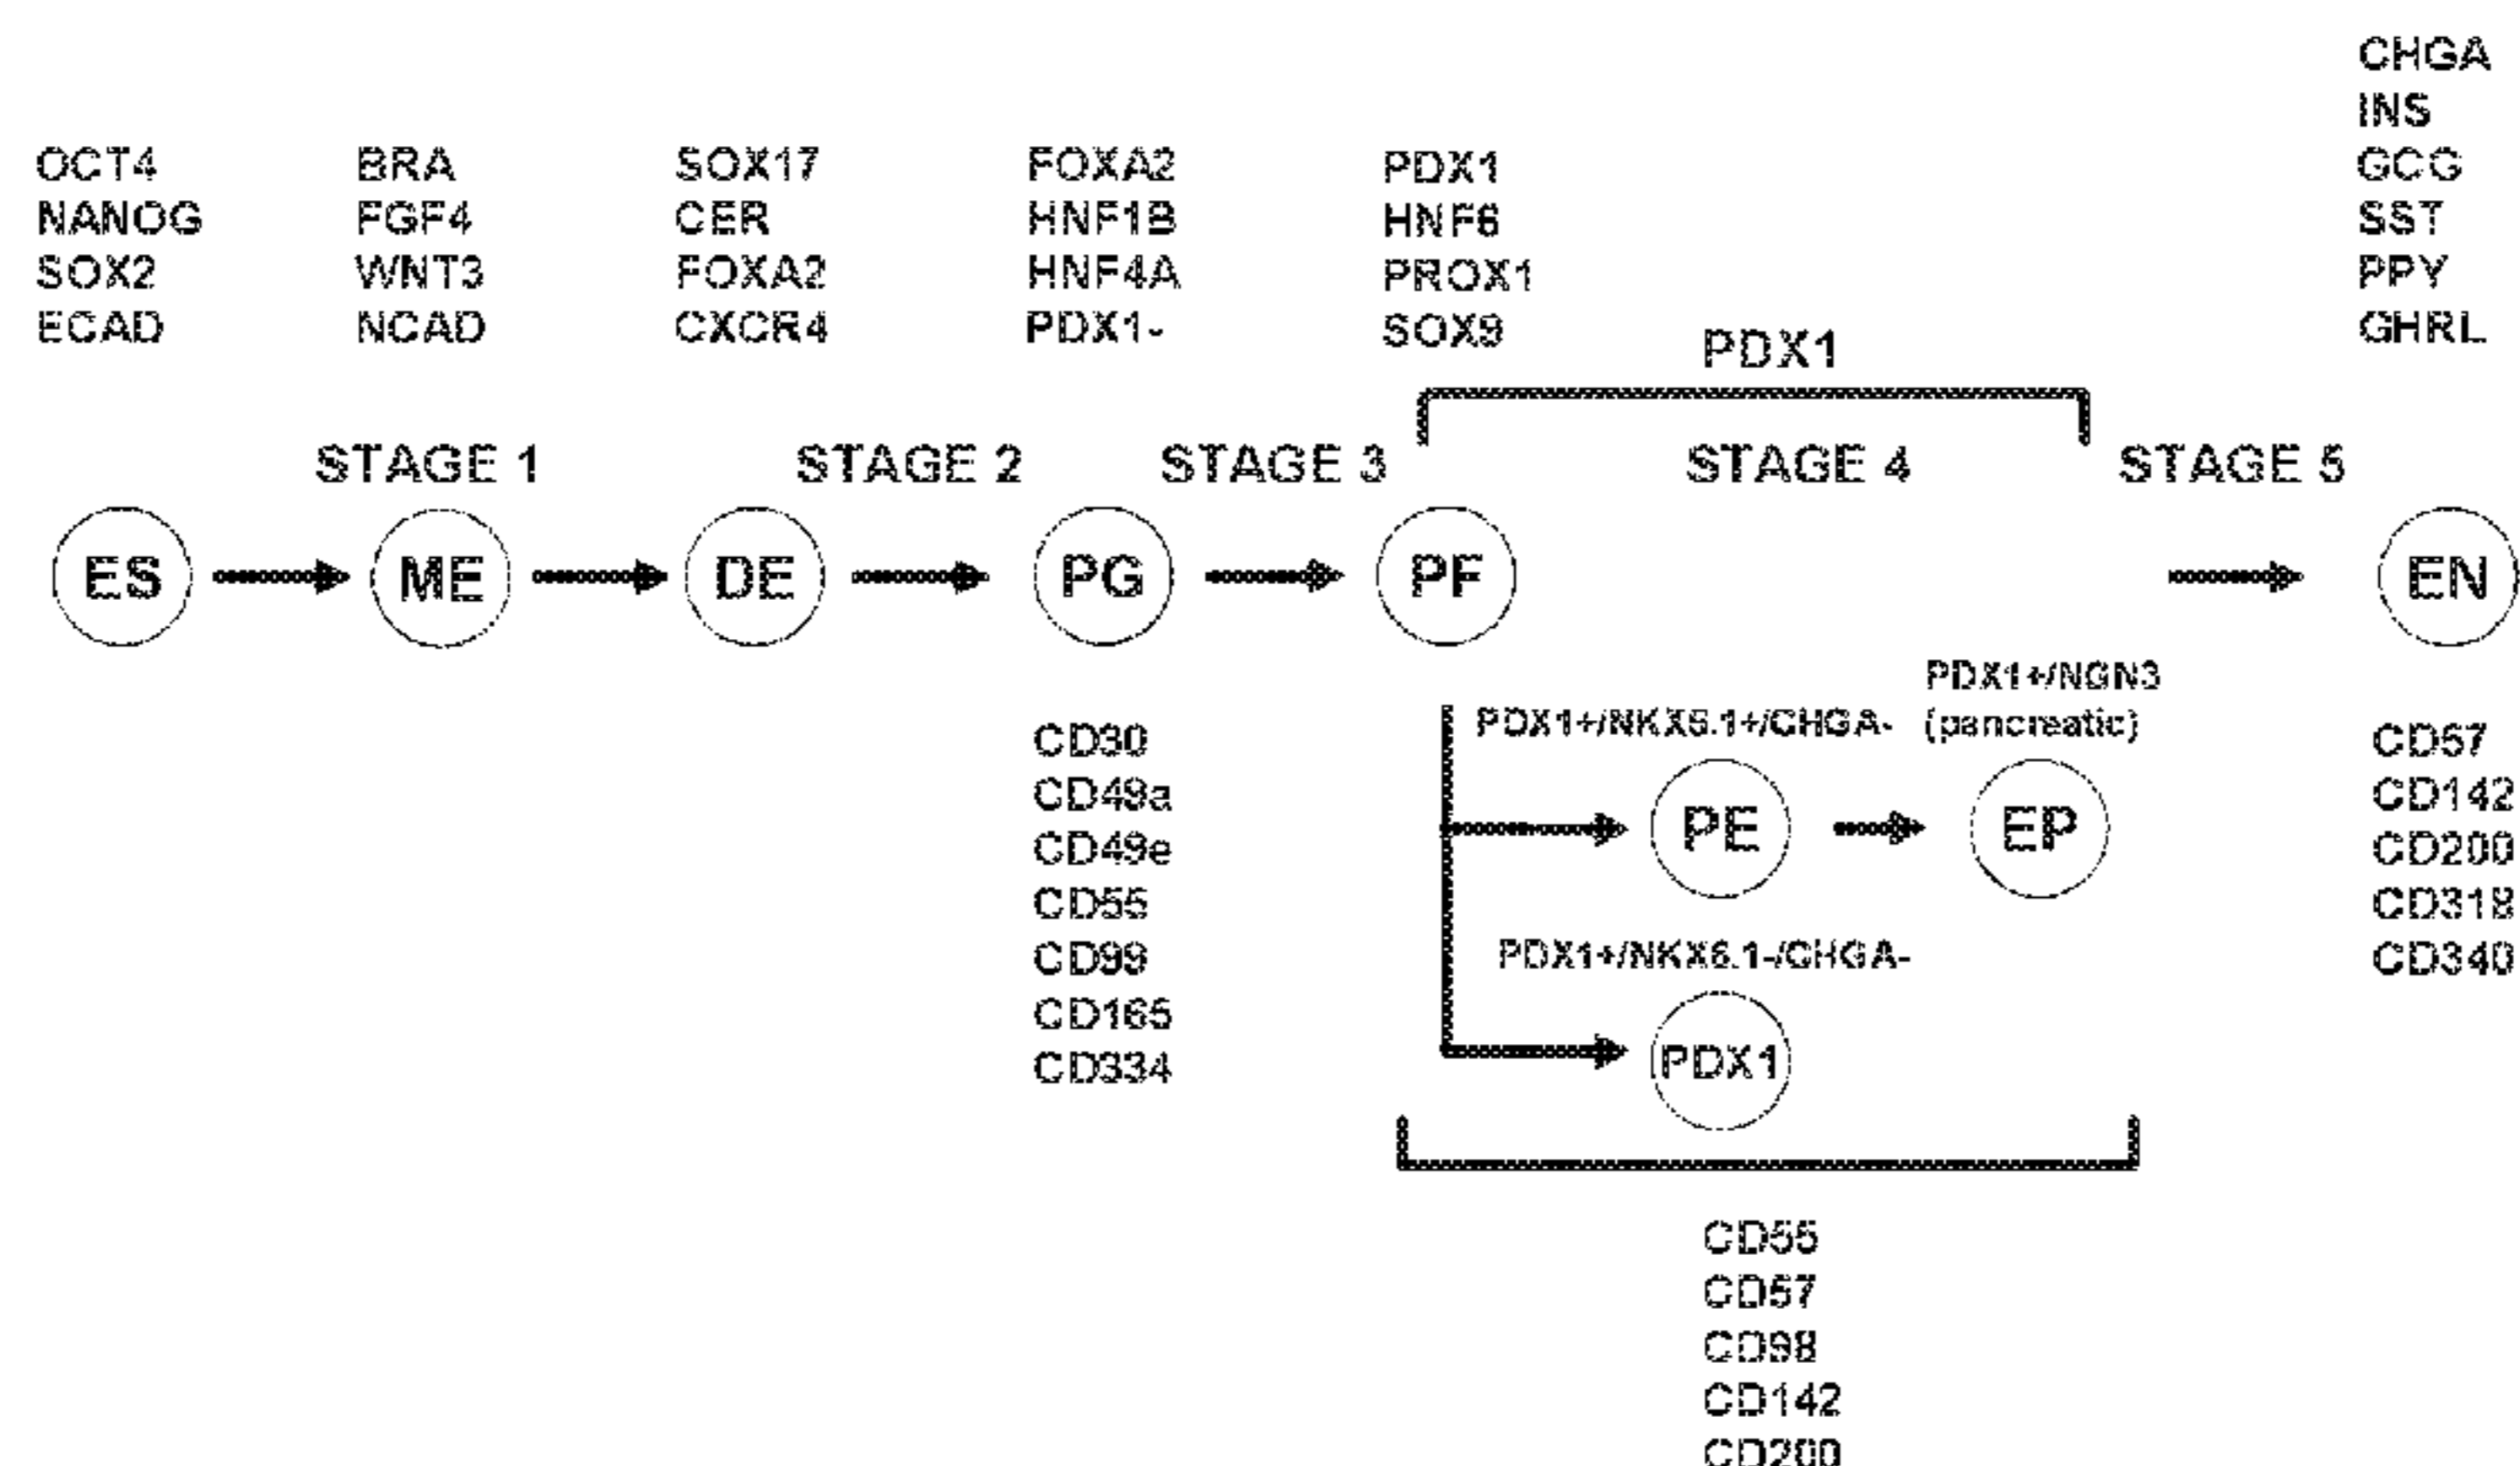 CHGA
INS
GCG
SST
PPY
GHRL
OCT4
NANOG
SOX2
ECAD
BRA
FGF4
WNT3
NCAD
SOX17
CER
FOXA2
CXCR4
FOXA2
HNF1B
HNF4A
PDX1-
PDX1
HNF6
PROX1
SOX9
PDX1
STAGE 1
STAGE 2
STAGE 3
STAGE 4
STAGE 5
ES
ME
DE
PG
PF
EN
PDX1+/NGN3
(pancreatic)
PDX1+/NKX6.1+/CHGA-
PE
EP
PDX1+/NKX6.1-/CHGA-
PDX1
CD30
CD49a
CD49e
CD55
CD99
CD165
CD334
CD57
CD142
CD200
CD318
CD340
CD55
CD57
CD98
CD142
CD200